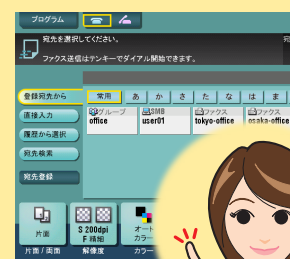 プログラム
宛先を選択してください。
宛
ファクス送信はテンキーでダイアル開始できます。
登録宛先から 常用 あ か さ た な は ま
グループ SMB ファクス ファクス
office user01 tokyo-office osaka-office
直接入力
履歴から選択
宛先検索
宛先登録
片面 S 200dpi オート
F 精細 カラー
片面 / 両面 解像度 カラー